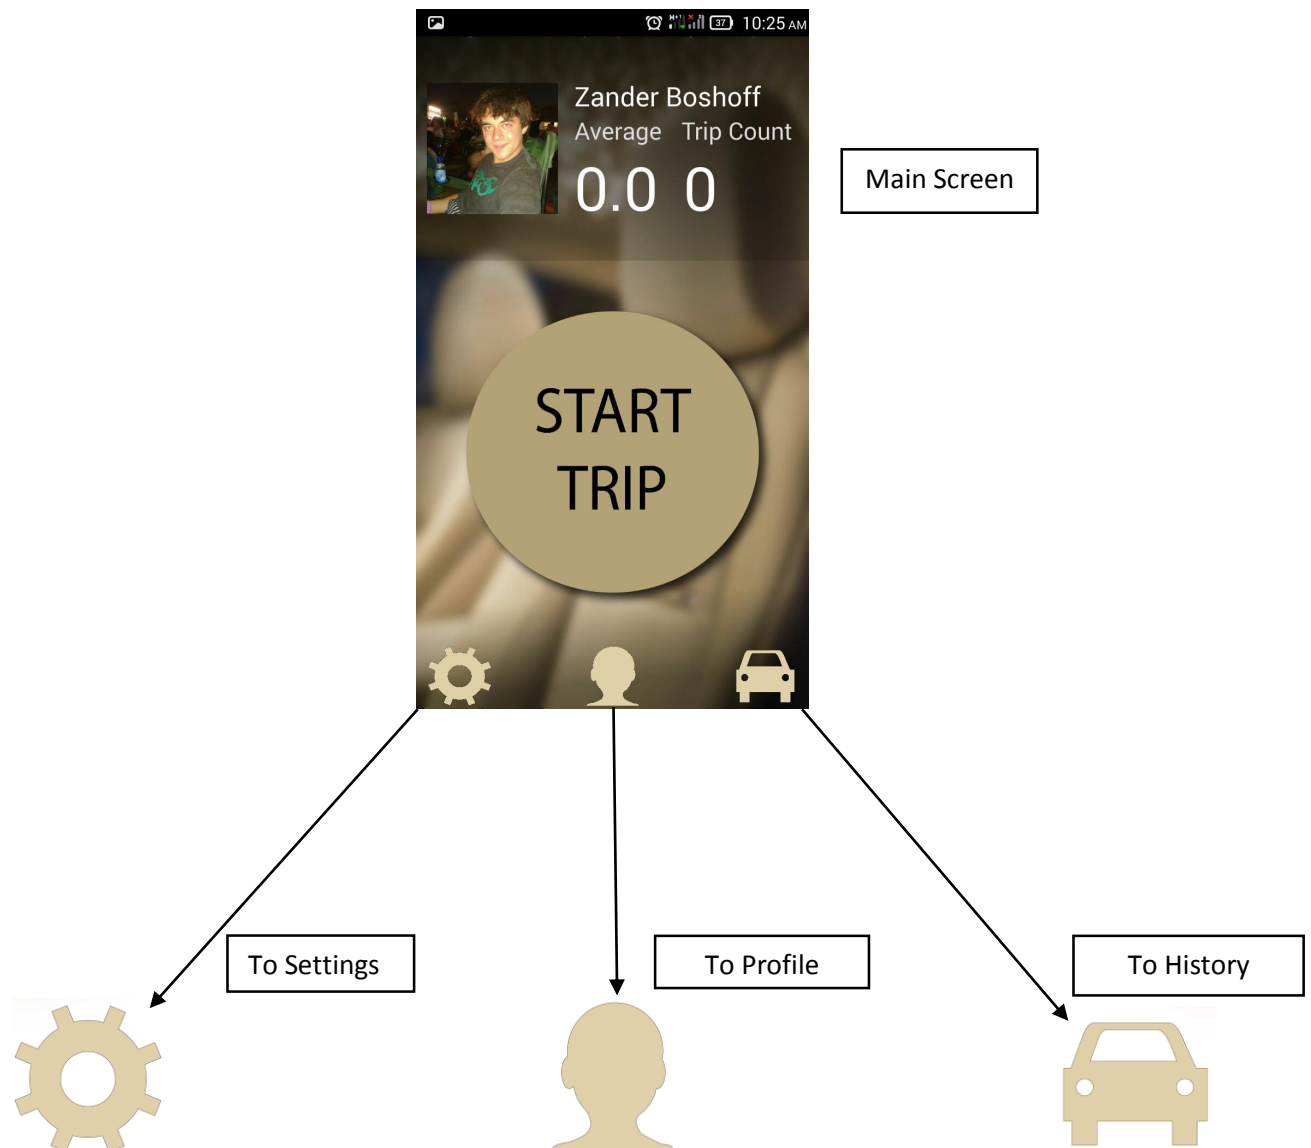 37 10:25 AM
Zander Boshoff
Average Trip Count
0.0 0
Main Screen
START
TRIP
To Settings
To Profile
To History